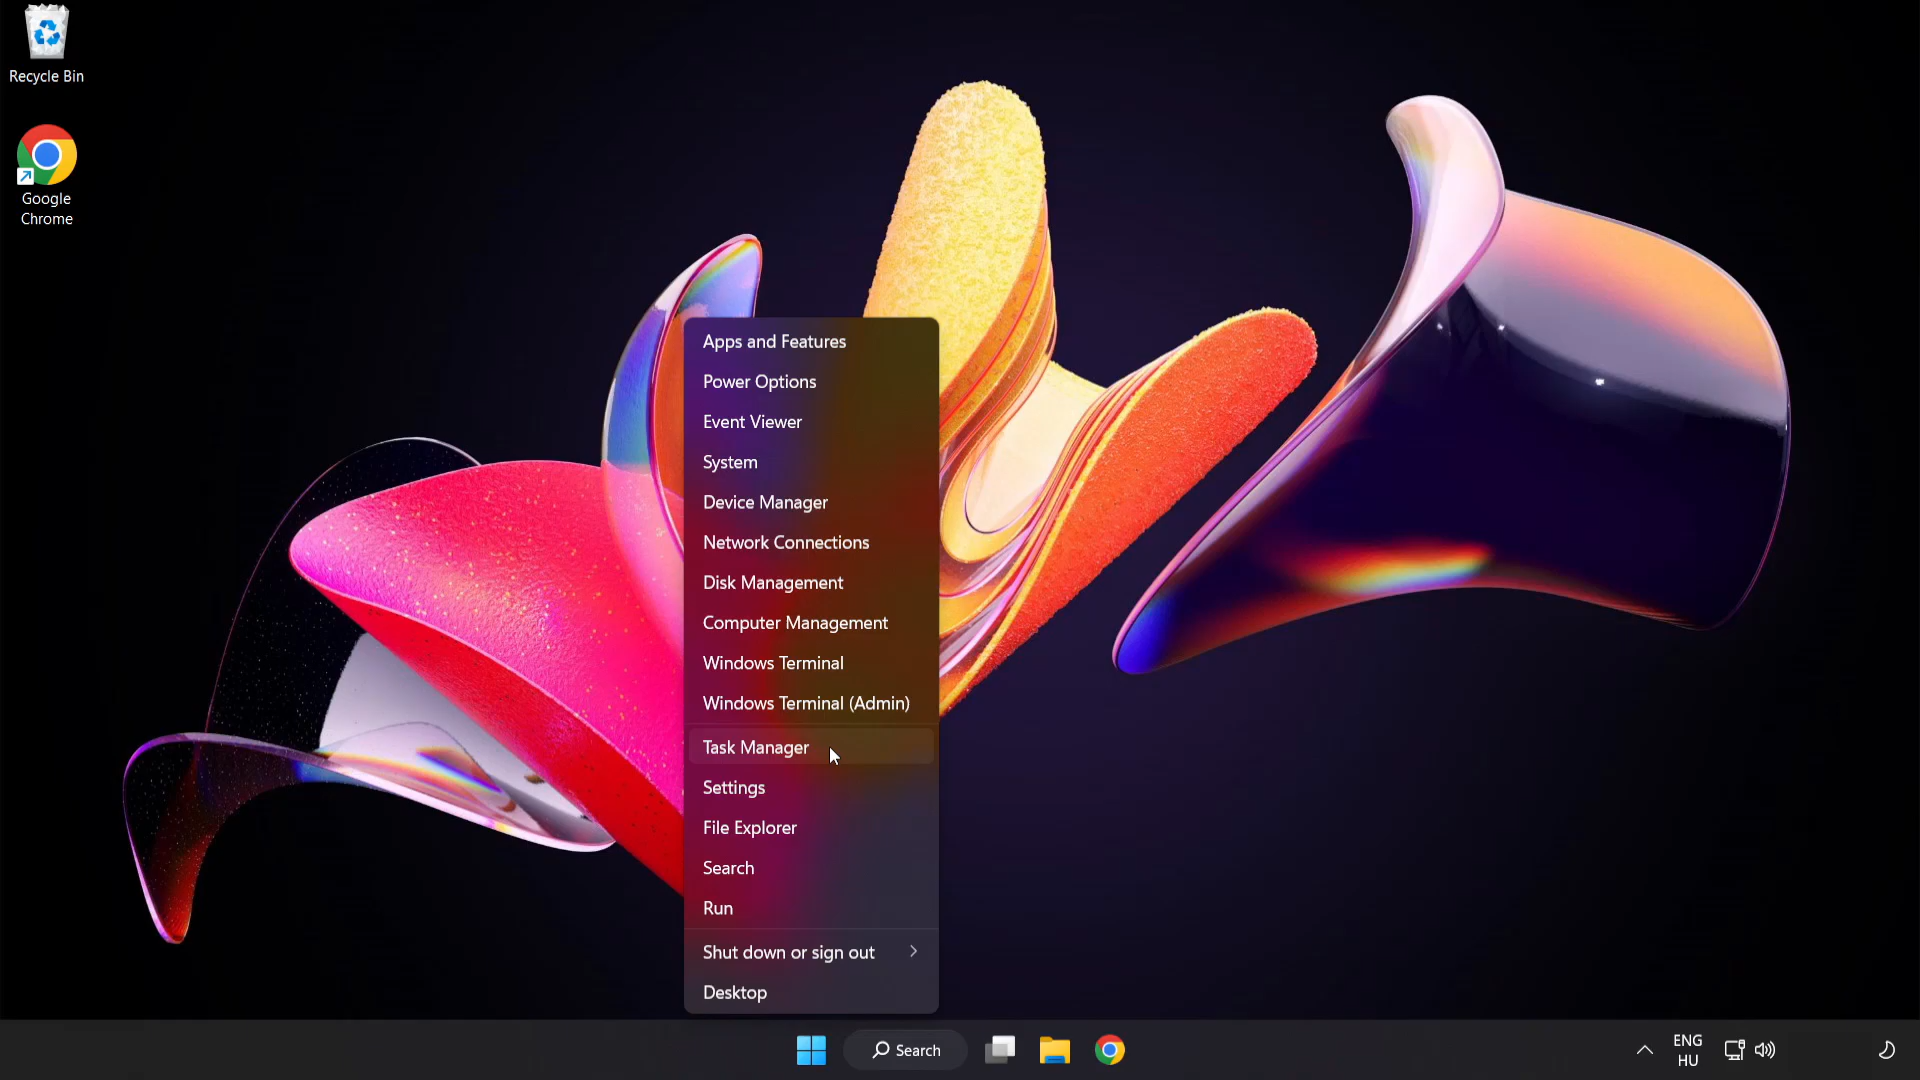 Recycle Bin
Google
Chrome
Apps and Features
Power Options
Event Viewer
System
Device Manager
Network Connections
Disk Management
Computer Management
Windows Terminal
Windows Terminal (Admin)
Task Manager
Settings
File Explorer
Search
Run
Shut down or sign out
Desktop
Search
ENG
HU